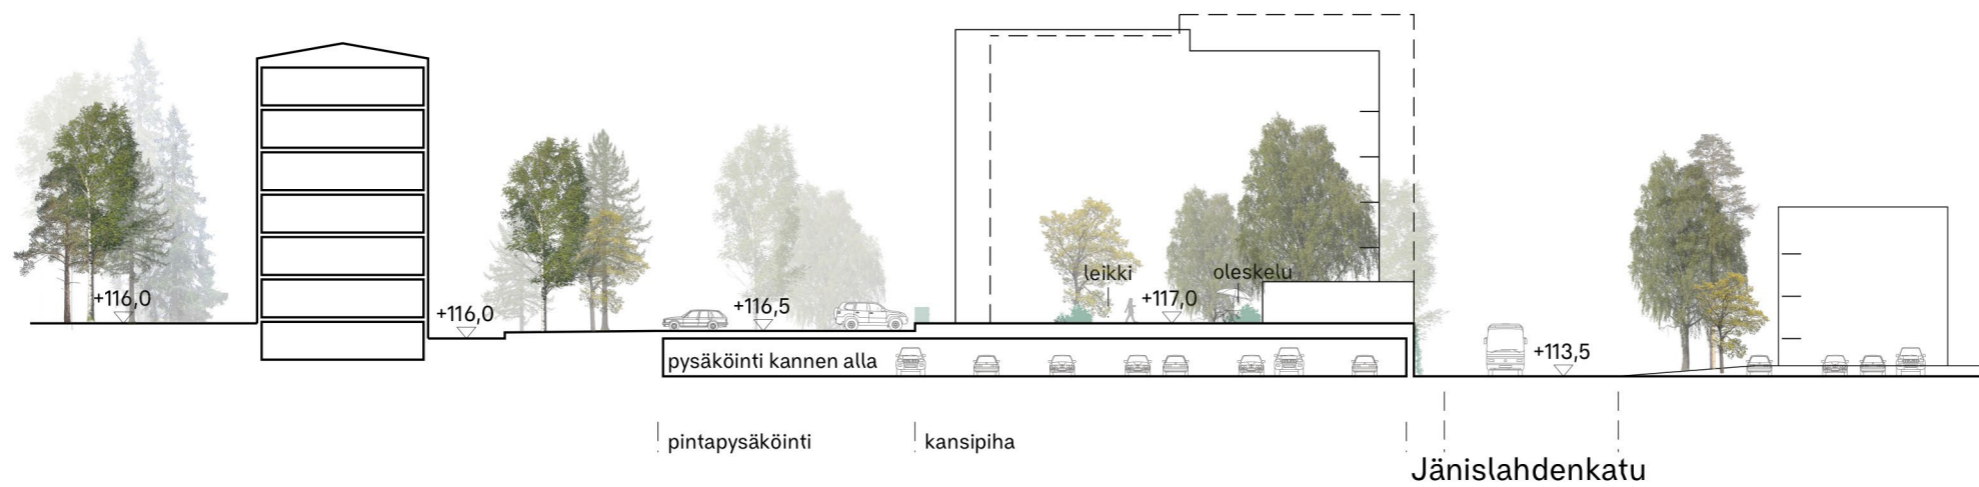 leikki
oleskelu
+116,0
+116,0
+116,5
+117,0
+113,5
pysäköinti kannen alla
pintapysäköinti
kansipiha
Jänislahdenkatu